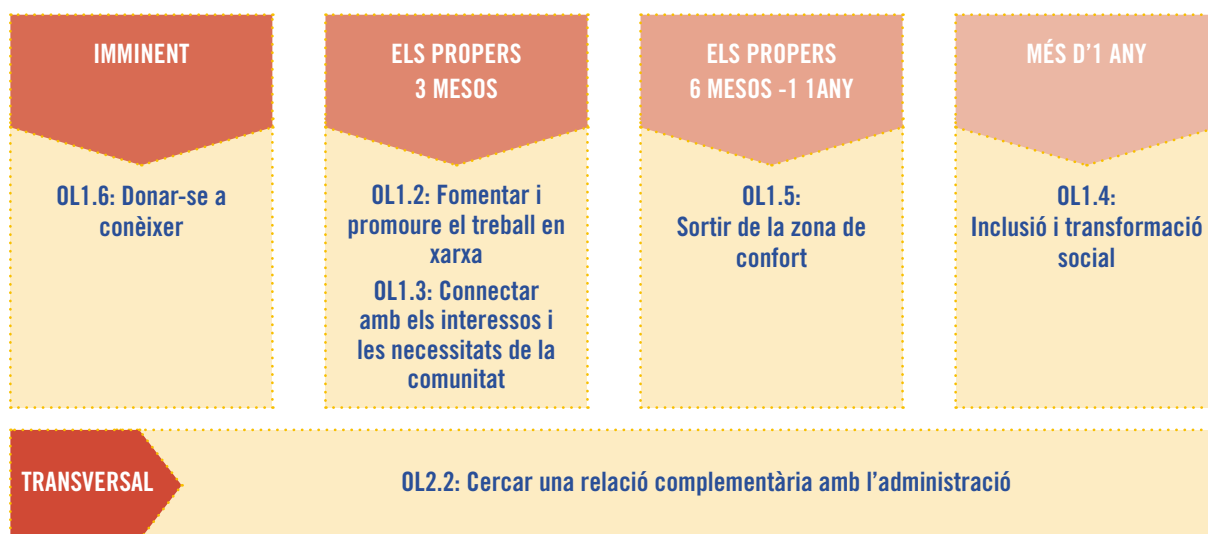 IMMINENT
OL1.6: Donar-se a
conèixer
ELS PROPERS
3 MESOS
OL1.2: Fomentar i
promoure el treball en
xarxa
OL1.3: Connectar
amb els interessos i
les necessitats de la
comunitat
ELS PROPERS
6 MESOS -1 1ANY
OL1.5:
Sortir de la zona de
confort
MÉS D'1 ANY
OL1.4:
Inclusió i transformació
social
TRANSVERSAL
OL2.2: Cercar una relació complementària amb l'administració